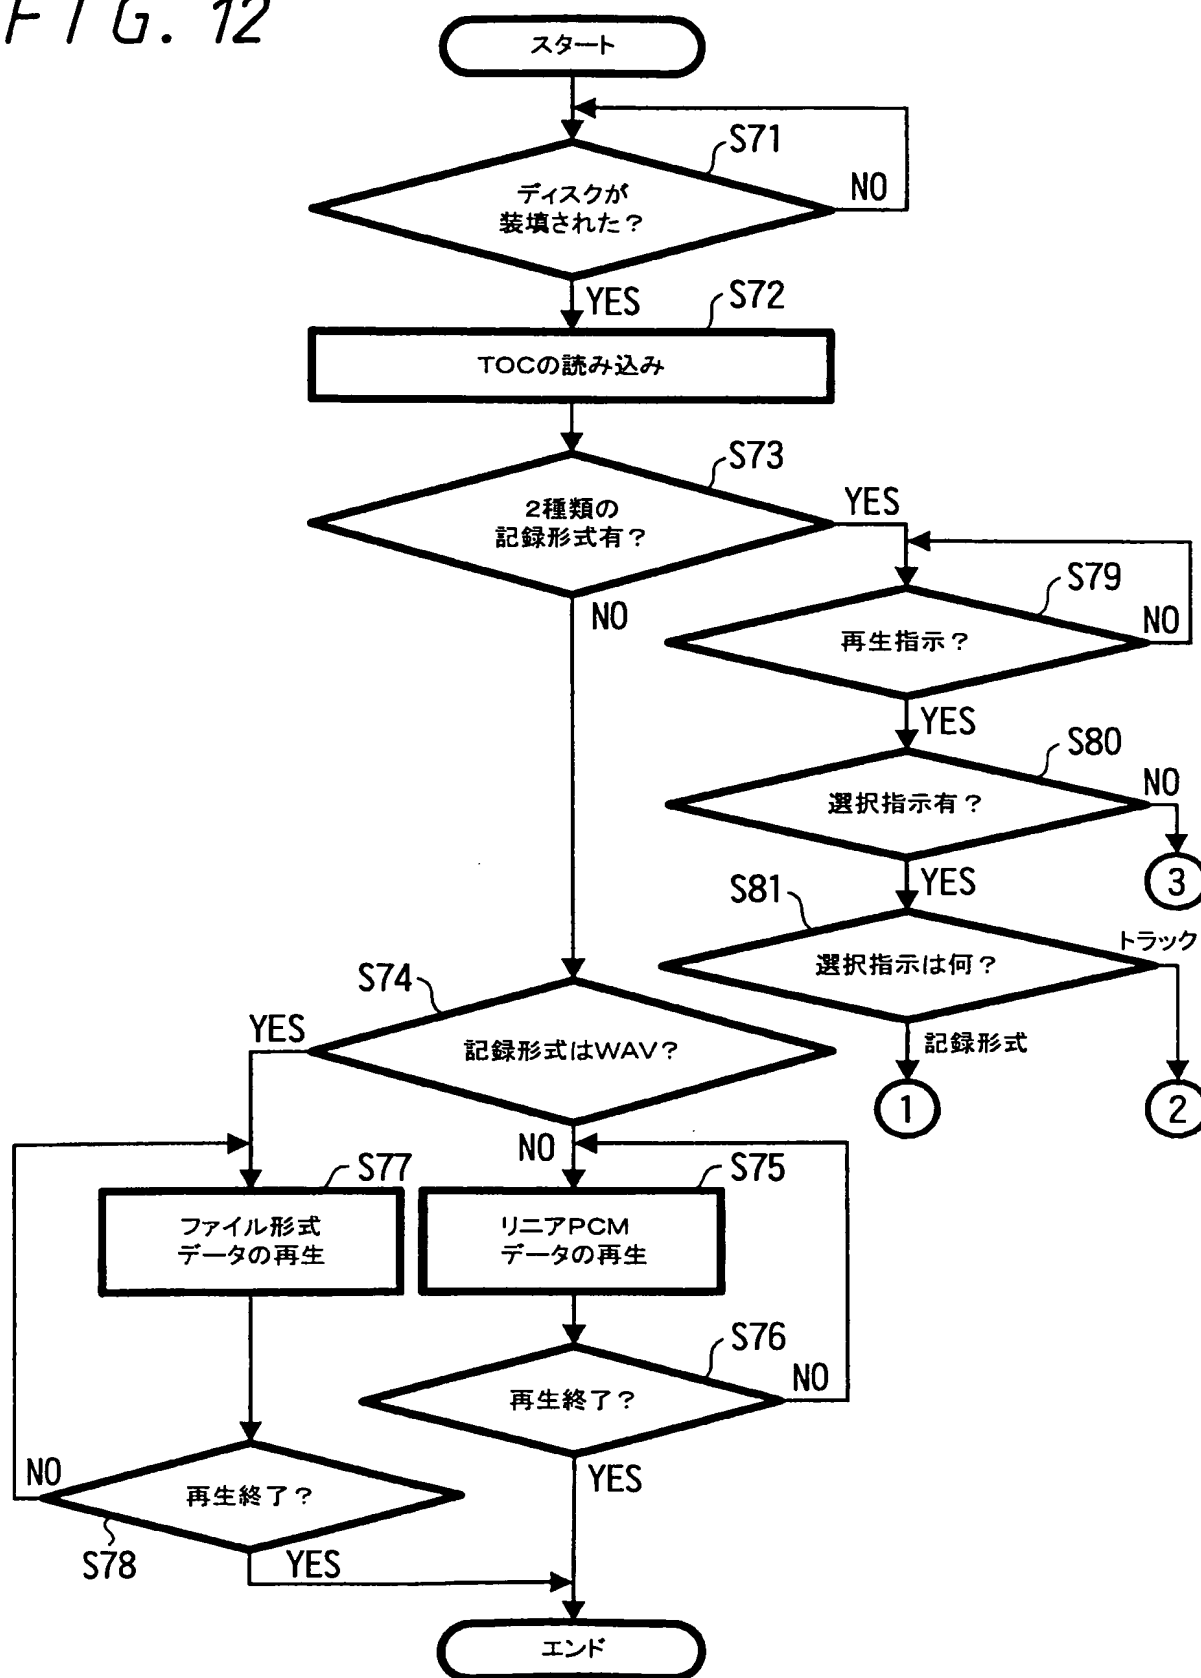 FIG. 12
スタート
S71
ディスクが
装填された？
NO
YES
S72
TOCの読み込み
S73
2種類の
記録形式有？
YES
NO
S79
再生指示？
NO
YES
S80
選択指示有？
NO
YES
3
S81
選択指示は何？
トラック
記録形式
1
2
S74
記録形式はWAV？
YES
NO
S77
ファイル形式
データの再生
S75
リニアPCM
データの再生
S76
再生終了？
NO
YES
再生終了？
NO
S78
YES
エンド